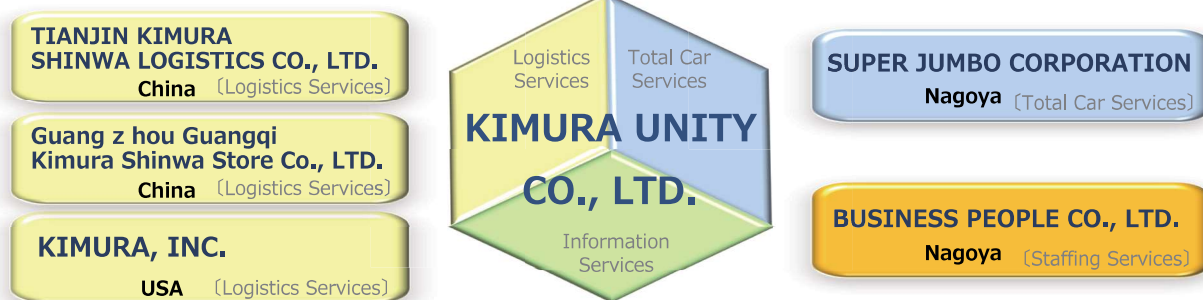 TIANJIN KIMURA
SHINWA LOGISTICS CO., LTD.
China 〔Logistics Services〕
Guang z hou Guangqi
Kimura Shinwa Store Co., LTD.
China 〔Logistics Services〕
KIMURA, INC.
USA 〔Logistics Services〕
Logistics
Services
Total Car
Services
KIMURA UNITY
CO., LTD.
Information
Services
SUPER JUMBO CORPORATION
Nagoya 〔Total Car Services〕
BUSINESS PEOPLE CO., LTD.
Nagoya 〔Staffing Services〕